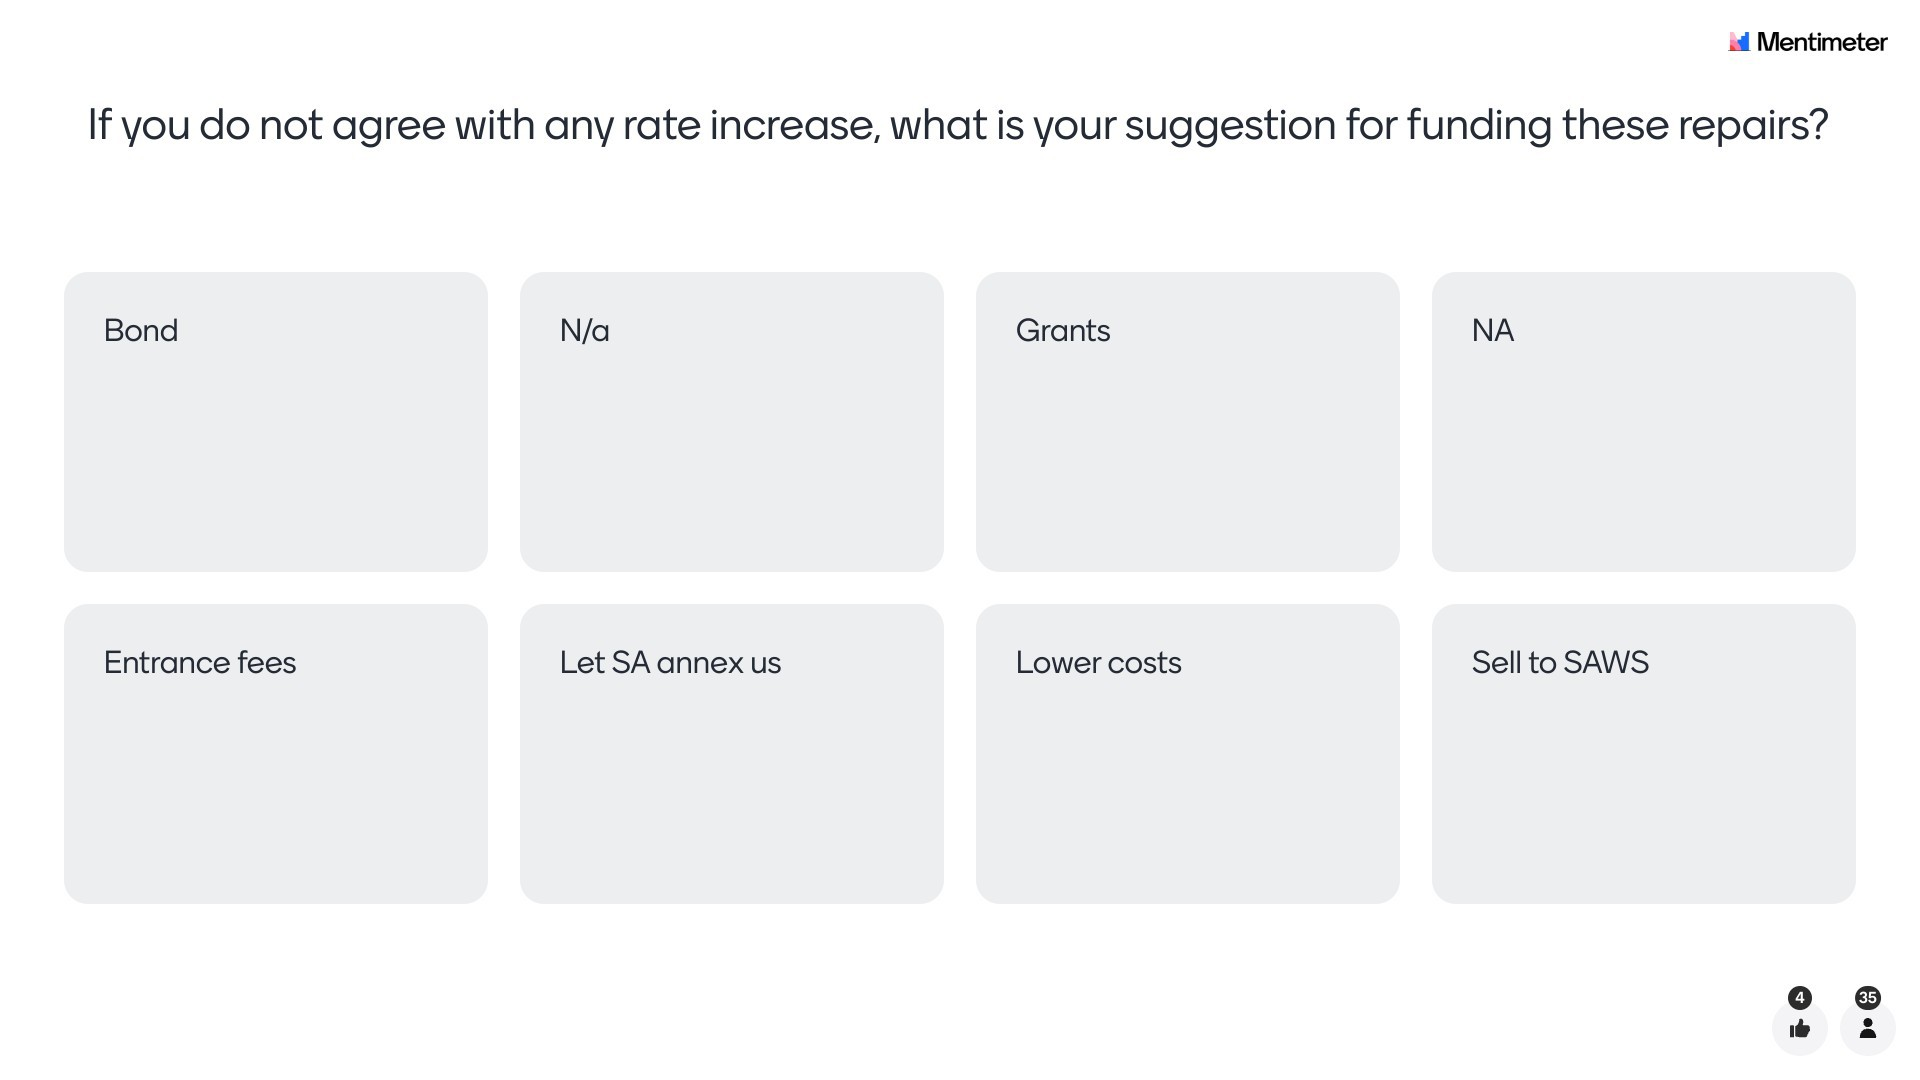 Mentimeter
If you do not agree with any rate increase, what is your suggestion for funding these repairs?
Bond
N/a
Grants
NA
Entrance fees
Let SA annex us
Lower costs
Sell to SAWS
4
35